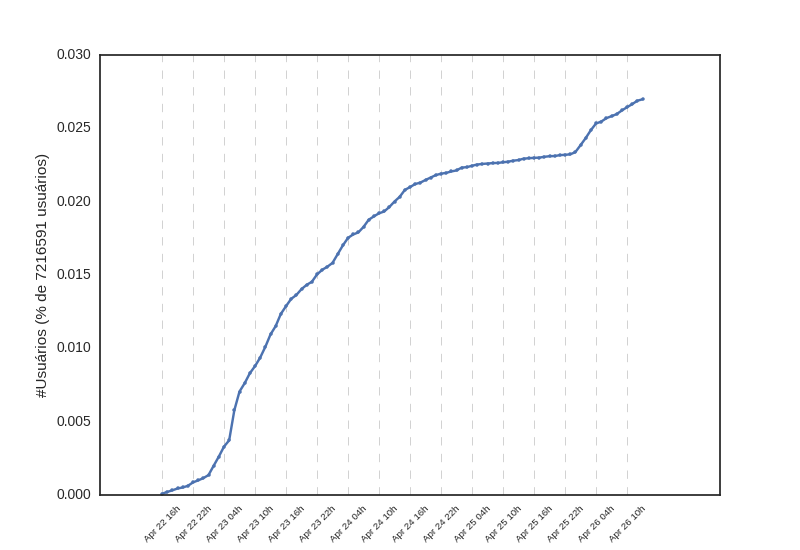 0.030
0.025
0.020
0.015
0.010
0.005
0.000
#Usuários (% de 7216591 usuários)
Apr 22 16h
Apr 22 22h
Apr 23 04h
Apr 23 10h
Apr 23 16h
Apr 23 22h
Apr 24 04h
Apr 24 10h
Apr 24 16h
Apr 24 22h
Apr 25 04h
Apr 25 10h
Apr 25 16h
Apr 25 22h
Apr 26 04h
Apr 26 10h